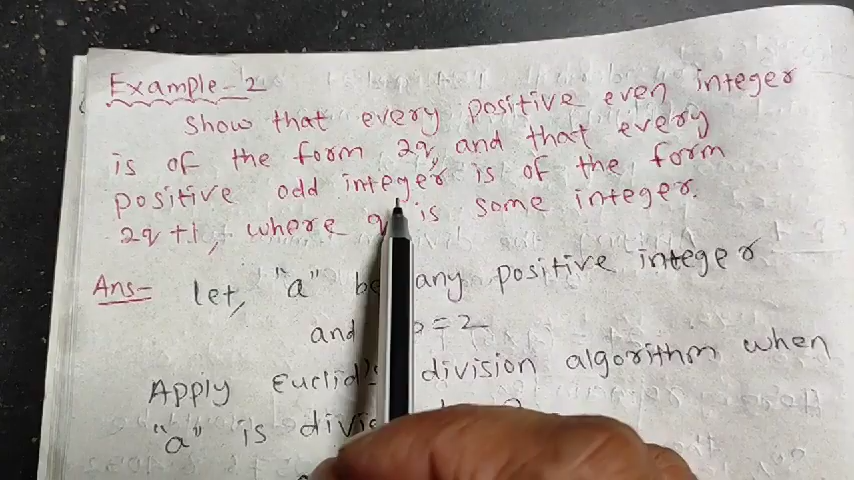 Example-2
Show that every positive even integer
is of the form 2q, and that every
positive odd integer is of the form
2q+1, where q is some integer.
Ans- let, "a" be any positive integer
and b=2
Apply Euclid's division algorithm when
"a" is